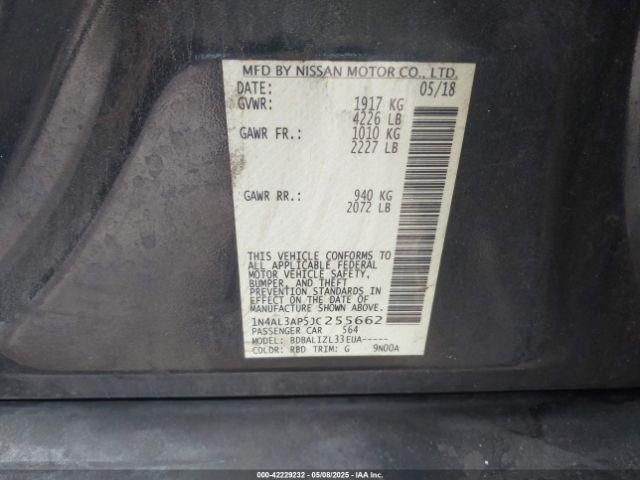 MFD BY NISSAN MOTOR CO., LTD.
DATE: 05/18
GVWR: 1917 KG
4226 LB
GAWR FR.: 1010 KG
2227 LB
GAWR RR.: 940 KG
2072 LB
THIS VEHICLE CONFORMS TO
ALL APPLICABLE FEDERAL
MOTOR VEHICLE SAFETY,
BUMPER, AND THEFT
PREVENTION STANDARDS
IN EFFECT ON THE DATE OF
MANUFACTURE SHOWN ABOVE.
1N4AL3AP5JC255662
PASSENGER CAR 564
MODEL: BDBALIZL33EUA-----
COLOR: RBD TRIM: G 9N00A
© 1-800-42229232 - 05/08/2025 - IAA Inc.